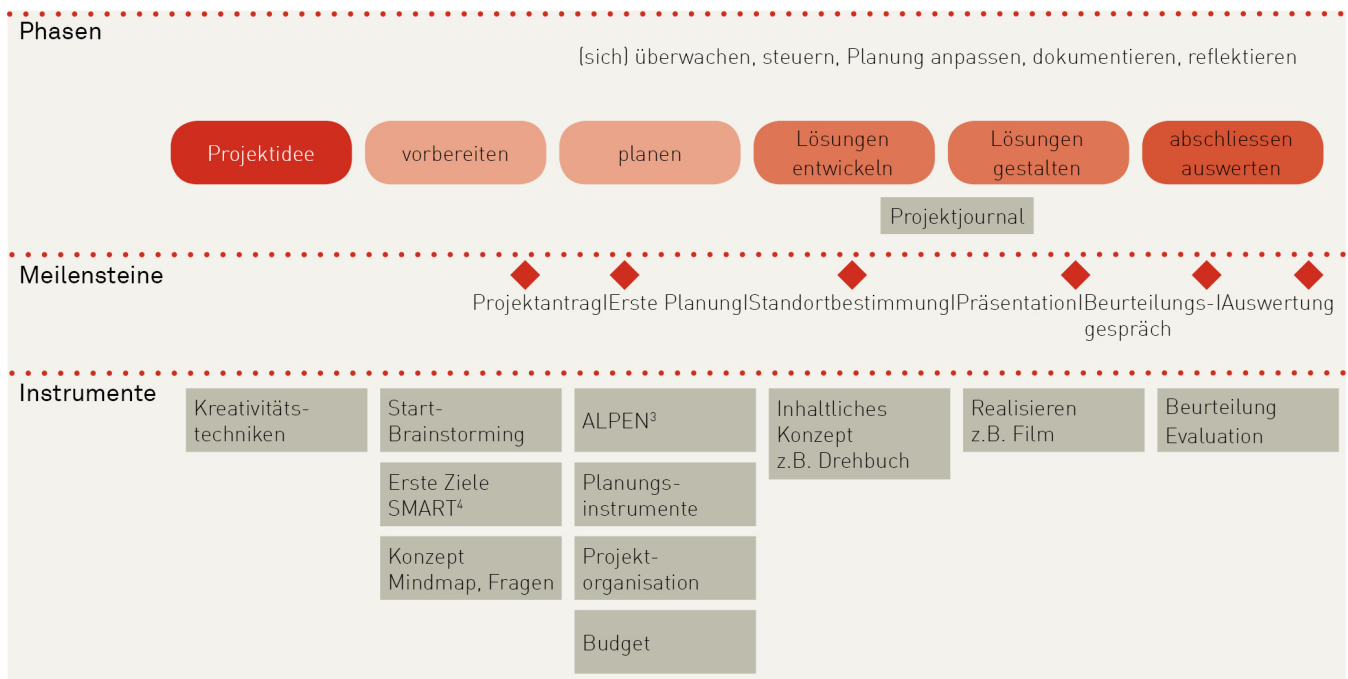 Phasen
(sich) überwachen, steuern, Planung anpassen, dokumentieren, reflektieren
Projektidee
vorbereiten
planen
Lösungen
entwickeln
Lösungen
gestalten
abschliessen
auswerten
Projektjournal
Meilensteine
Projektantrag|Erste Planung|Standortbestimmung|Präsentation|Beurteilungs-|Auswertung
gespräch
Instrumente
Kreativitäts-
techniken
Start-
Brainstorming
Erste Ziele
SMART⁴
Konzept
Mindmap, Fragen
ALPEN³
Planungs-
instrumente
Projekt-
organisation
Budget
Inhaltliches
Konzept
z.B. Drehbuch
Realisieren
z.B. Film
Beurteilung
Evaluation